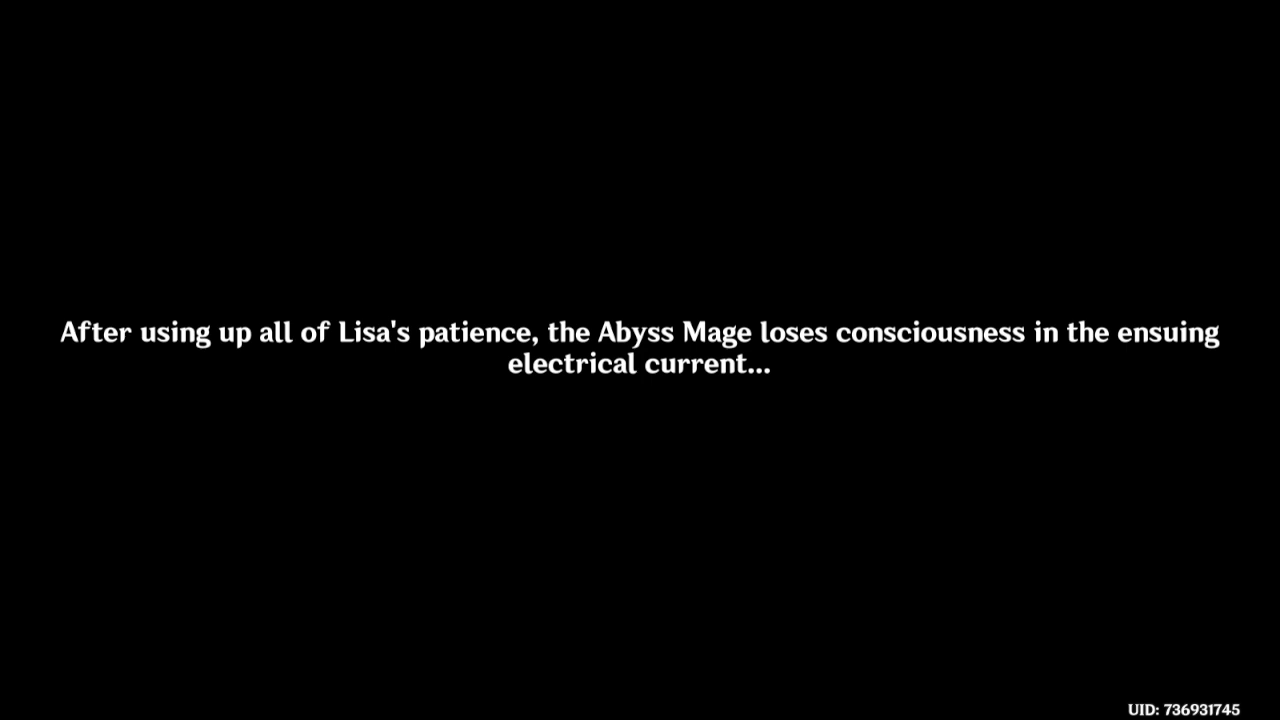 After using up all of Lisa's patience, the Abyss Mage loses consciousness in the ensuing
electrical current...
UID: 736931745